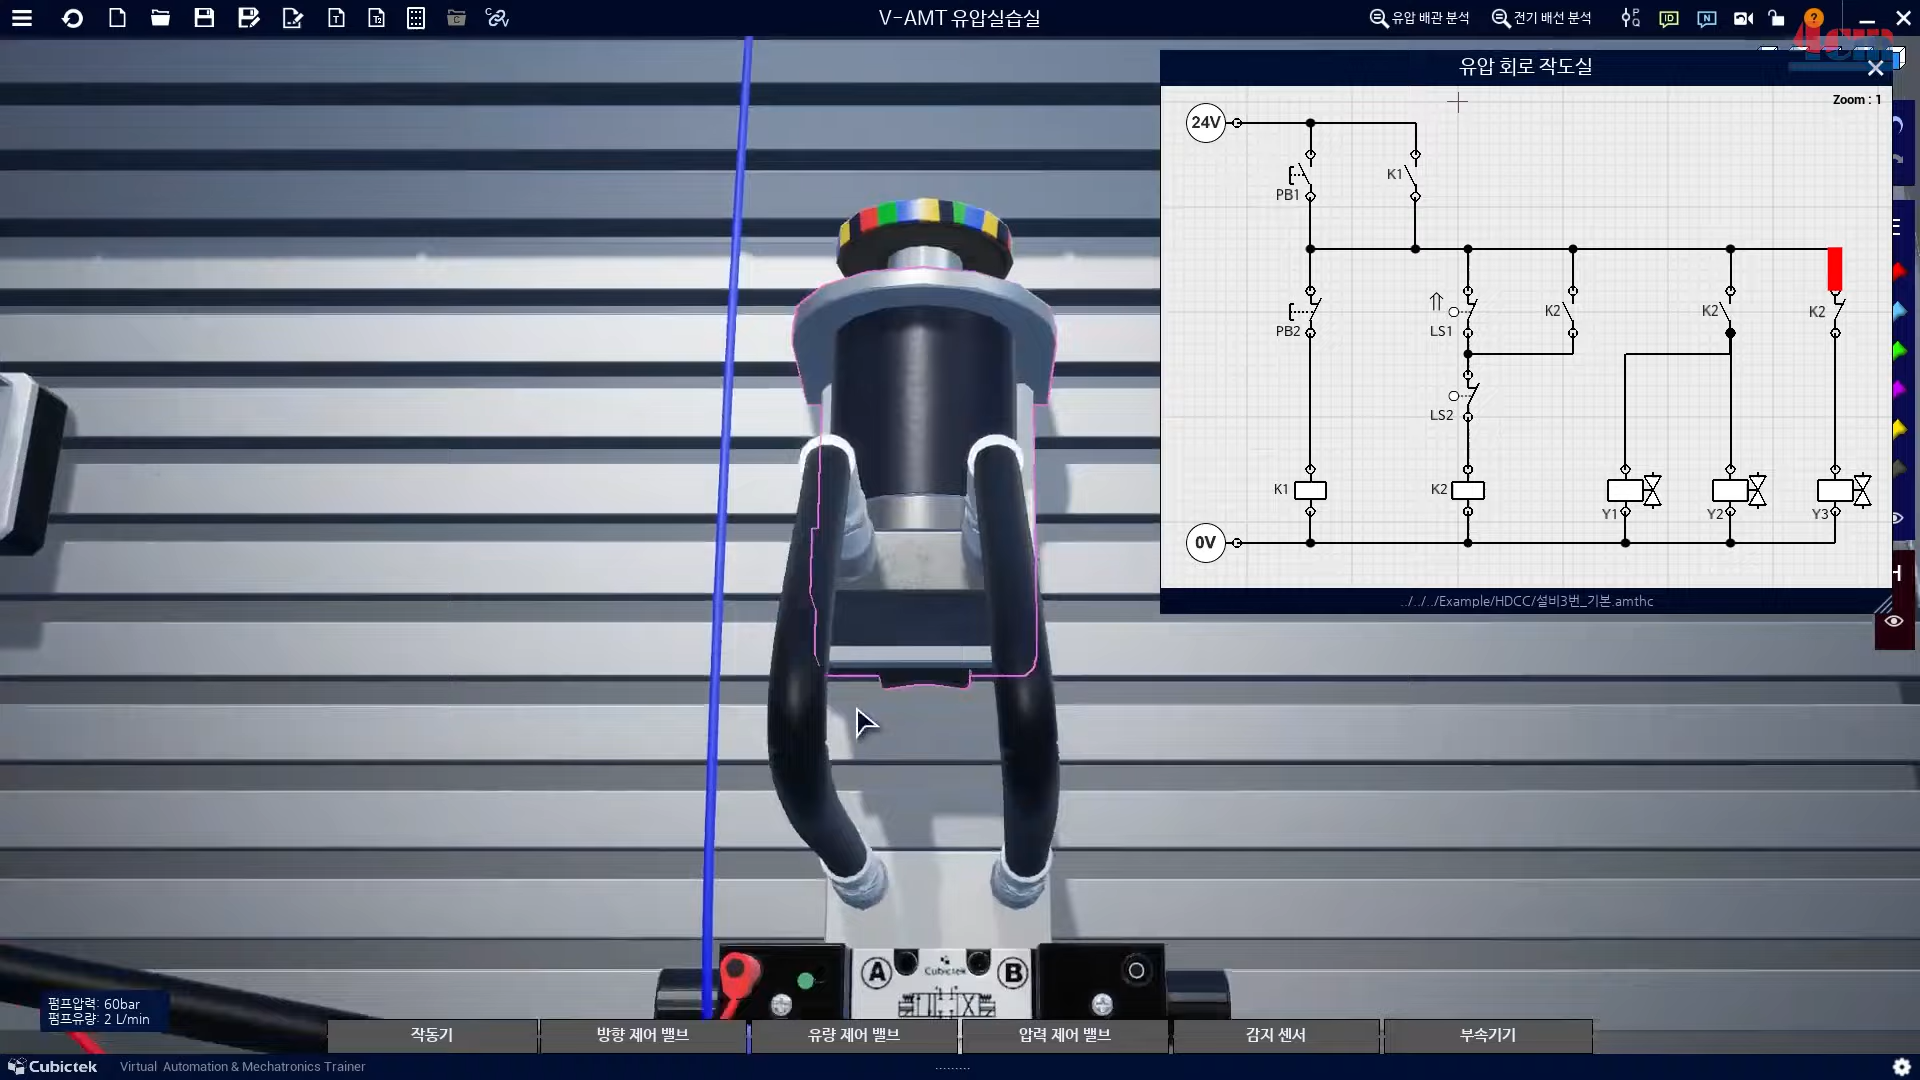 V-AMT 유압실습실
유압 배관 분석
전기 배선 분석
4cm
유압 회로 작도실
Zoom : 1
24V
PB1
K1
PB2
LS1
K2
K2
K2
LS2
K1
K2
Y1
Y2
Y3
0V
../../../Example/HDCC/설비3번_기본.amthc
A
Cubictek
B
펌프압력: 60bar
펌프유량: 2 L/min
작동기
방향 제어 밸브
유량 제어 밸브
압력 제어 밸브
감지 센서
부속기기
Cubictek
Virtual Automation & Mechatronics Trainer